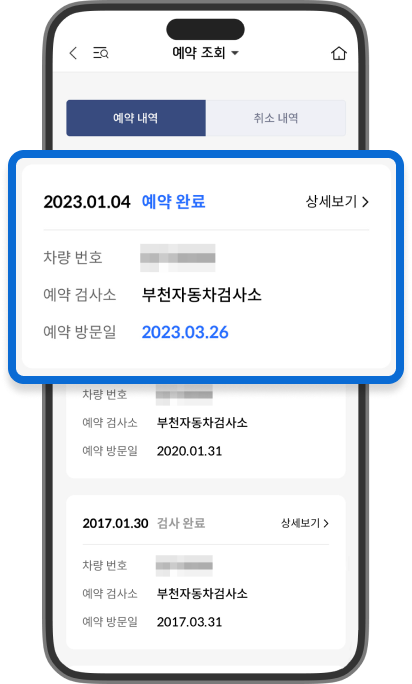 예약 조회
예약 내역 취소 내역
2023.01.04 예약 완료 상세보기
차량 번호
예약 검사소 부천자동차검사소
예약 방문일 2023.03.26
차량 번호
예약 검사소 부천자동차검사소
예약 방문일 2020.01.31
2017.01.30 검사 완료 상세보기
차량 번호
예약 검사소 부천자동차검사소
예약 방문일 2017.03.31